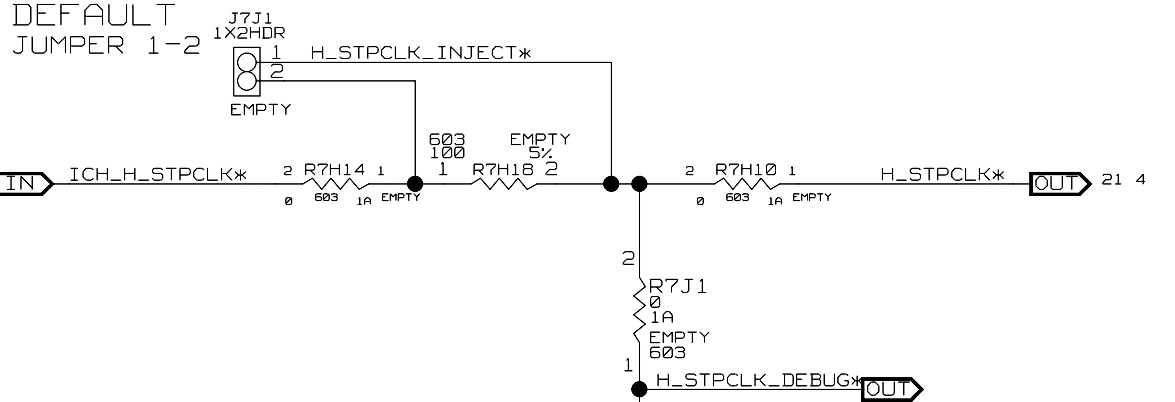 DEFAULT
JUMPER 1-2
J7J1
1X2HDR
1 H_STPCLK_INJECT*
2
EMPTY
603 EMPTY
100 5%
IN ICH_H_STPCLK* 2 R7H14 1 1 R7H18 2 2 R7H10 1 H_STPCLK* OUT 21 4
0 603 1A EMPTY 0 603 1A EMPTY
2
R7J1
0
1A
EMPTY
603
1
H_STPCLK_DEBUG* OUT